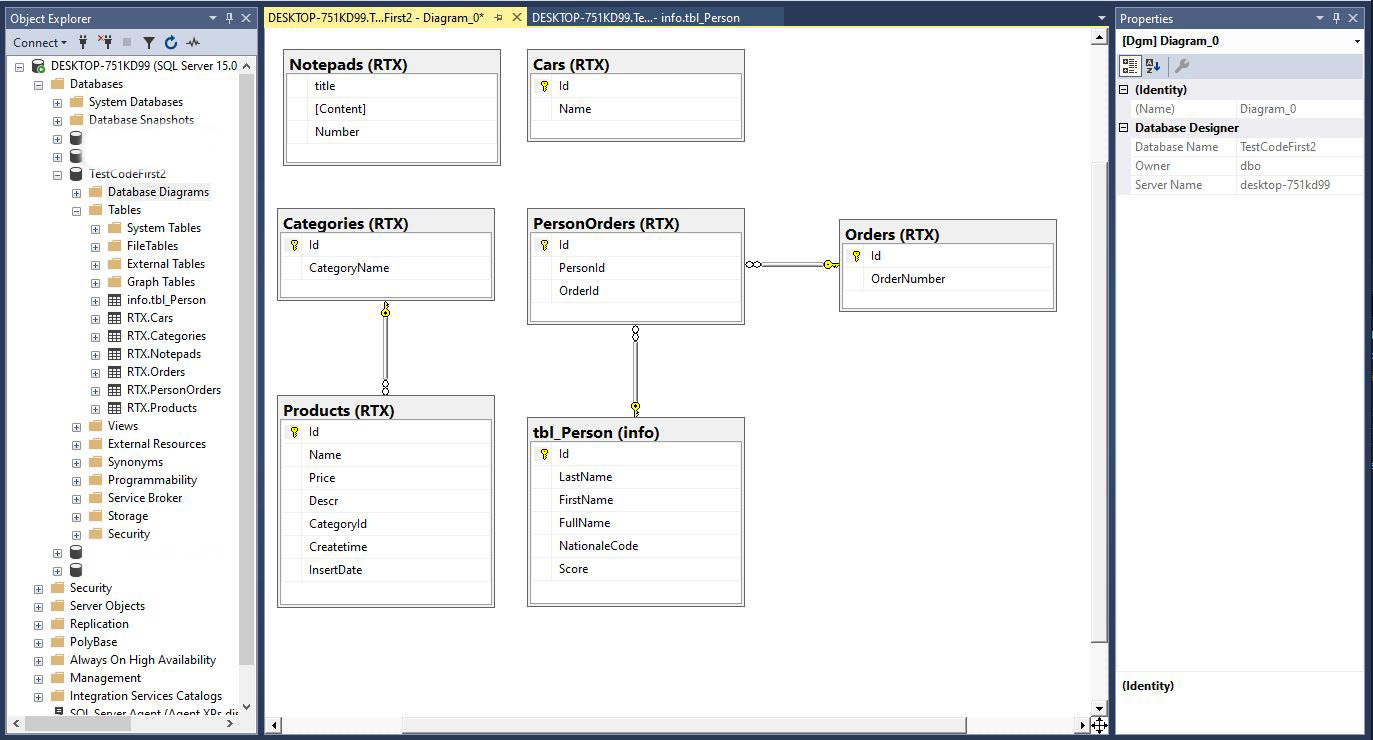 Object Explorer
Connect
DESKTOP-751KD99 (SQL Server 15.0
Databases
System Databases
Database Snapshots
TestCodeFirst2
Database Diagrams
Tables
System Tables
FileTables
External Tables
Graph Tables
info.tbl_Person
RTX.Cars
RTX.Categories
RTX.Notepads
RTX.Orders
RTX.PersonOrders
RTX.Products
Views
External Resources
Synonyms
Programmability
Service Broker
Storage
Security
Security
Server Objects
Replication
PolyBase
Always On High Availability
Management
Integration Services Catalogs
SQL Server Agent (Agent XPs dis
DESKTOP-751KD99.T...First2 - Diagram_0*
DESKTOP-751KD99.Te...- info.tbl_Person
Notepads (RTX)
title
[Content]
Number
Cars (RTX)
Id
Name
Categories (RTX)
Id
CategoryName
PersonOrders (RTX)
Id
PersonId
OrderId
Orders (RTX)
Id
OrderNumber
Products (RTX)
Id
Name
Price
Descr
CategoryId
Createtime
InsertDate
tbl_Person (info)
Id
LastName
FirstName
FullName
NationaleCode
Score
Properties
[Dgm] Diagram_0
(Identity)
(Name) Diagram_0
Database Designer
Database Name TestCodeFirst2
Owner dbo
Server Name desktop-751kd99
(Identity)